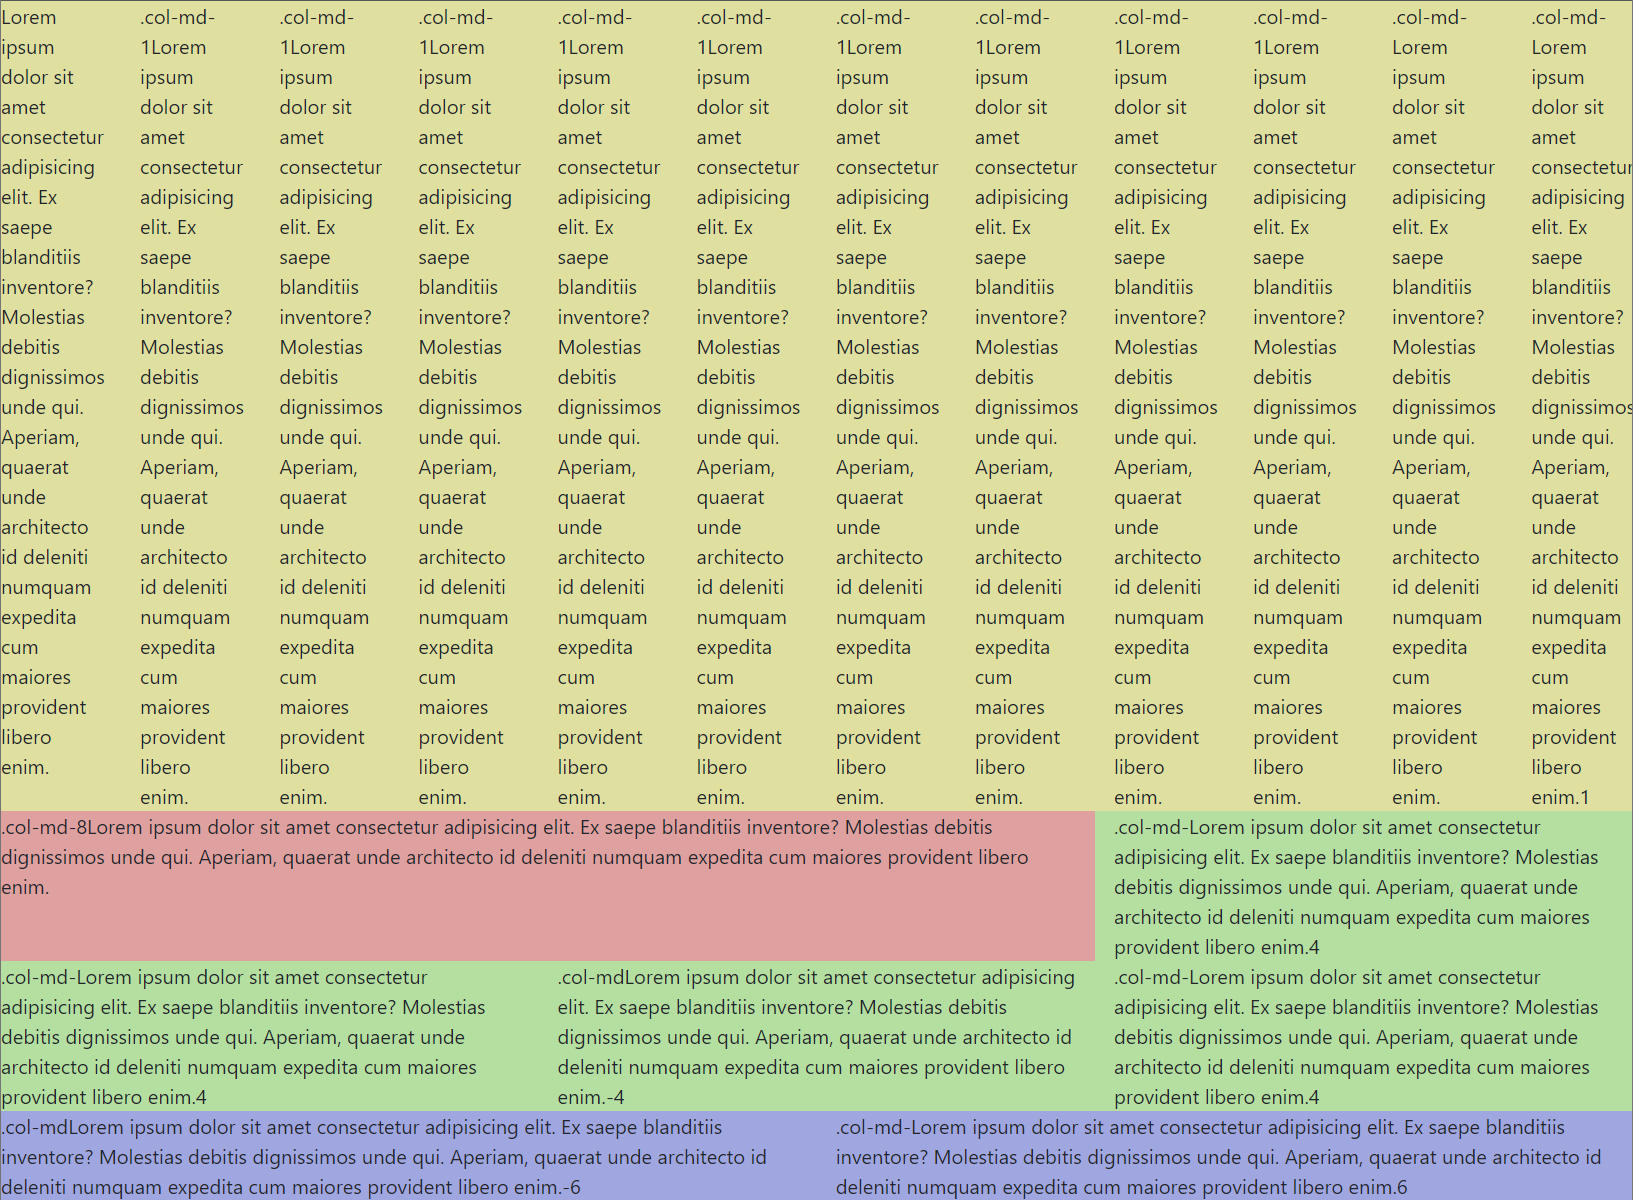 Lorem
ipsum
dolor sit
amet
consectetur
adipisicing
elit. Ex
saepe
blanditiis
inventore?
Molestias
debitis
dignissimos
unde qui.
Aperiam,
quaerat
unde
architecto
id deleniti
numquam
expedita
cum
maiores
provident
libero
enim.
.col-md-
1Lorem
ipsum
dolor sit
amet
consectetur
adipisicing
elit. Ex
saepe
blanditiis
inventore?
Molestias
debitis
dignissimos
unde qui.
Aperiam,
quaerat
unde
architecto
id deleniti
numquam
expedita
cum
maiores
provident
libero
enim.
.col-md-
1Lorem
ipsum
dolor sit
amet
consectetur
adipisicing
elit. Ex
saepe
blanditiis
inventore?
Molestias
debitis
dignissimos
unde qui.
Aperiam,
quaerat
unde
architecto
id deleniti
numquam
expedita
cum
maiores
provident
libero
enim.
.col-md-
1Lorem
ipsum
dolor sit
amet
consectetur
adipisicing
elit. Ex
saepe
blanditiis
inventore?
Molestias
debitis
dignissimos
unde qui.
Aperiam,
quaerat
unde
architecto
id deleniti
numquam
expedita
cum
maiores
provident
libero
enim.
.col-md-
1Lorem
ipsum
dolor sit
amet
consectetur
adipisicing
elit. Ex
saepe
blanditiis
inventore?
Molestias
debitis
dignissimos
unde qui.
Aperiam,
quaerat
unde
architecto
id deleniti
numquam
expedita
cum
maiores
provident
libero
enim.
.col-md-
1Lorem
ipsum
dolor sit
amet
consectetur
adipisicing
elit. Ex
saepe
blanditiis
inventore?
Molestias
debitis
dignissimos
unde qui.
Aperiam,
quaerat
unde
architecto
id deleniti
numquam
expedita
cum
maiores
provident
libero
enim.
.col-md-
1Lorem
ipsum
dolor sit
amet
consectetur
adipisicing
elit. Ex
saepe
blanditiis
inventore?
Molestias
debitis
dignissimos
unde qui.
Aperiam,
quaerat
unde
architecto
id deleniti
numquam
expedita
cum
maiores
provident
libero
enim.
.col-md-
1Lorem
ipsum
dolor sit
amet
consectetur
adipisicing
elit. Ex
saepe
blanditiis
inventore?
Molestias
debitis
dignissimos
unde qui.
Aperiam,
quaerat
unde
architecto
id deleniti
numquam
expedita
cum
maiores
provident
libero
enim.
.col-md-
1Lorem
ipsum
dolor sit
amet
consectetur
adipisicing
elit. Ex
saepe
blanditiis
inventore?
Molestias
debitis
dignissimos
unde qui.
Aperiam,
quaerat
unde
architecto
id deleniti
numquam
expedita
cum
maiores
provident
libero
enim.
.col-md-
1Lorem
ipsum
dolor sit
amet
consectetur
adipisicing
elit. Ex
saepe
blanditiis
inventore?
Molestias
debitis
dignissimos
unde qui.
Aperiam,
quaerat
unde
architecto
id deleniti
numquam
expedita
cum
maiores
provident
libero
enim.
.col-md-
Lorem
ipsum
dolor sit
amet
consectetur
adipisicing
elit. Ex
saepe
blanditiis
inventore?
Molestias
debitis
dignissimos
unde qui.
Aperiam,
quaerat
unde
architecto
id deleniti
numquam
expedita
cum
maiores
provident
libero
enim.
.col-md-
Lorem
ipsum
dolor sit
amet
consectetur
adipisicing
elit. Ex
saepe
blanditiis
inventore?
Molestias
debitis
dignissimos
unde qui.
Aperiam,
quaerat
unde
architecto
id deleniti
numquam
expedita
cum
maiores
provident
libero
enim.1
.col-md-8Lorem ipsum dolor sit amet consectetur adipisicing elit. Ex saepe blanditiis inventore? Molestias debitis
dignissimos unde qui. Aperiam, quaerat unde architecto id deleniti numquam expedita cum maiores provident libero
enim.
.col-md-Lorem ipsum dolor sit amet consectetur
adipisicing elit. Ex saepe blanditiis inventore? Molestias
debitis dignissimos unde qui. Aperiam, quaerat unde
architecto id deleniti numquam expedita cum maiores
provident libero enim.4
.col-md-Lorem ipsum dolor sit amet consectetur
adipisicing elit. Ex saepe blanditiis inventore? Molestias
debitis dignissimos unde qui. Aperiam, quaerat unde
architecto id deleniti numquam expedita cum maiores
provident libero enim.4
.col-mdLorem ipsum dolor sit amet consectetur adipisicing
elit. Ex saepe blanditiis inventore? Molestias debitis
dignissimos unde qui. Aperiam, quaerat unde architecto id
deleniti numquam expedita cum maiores provident libero
enim.-4
.col-md-Lorem ipsum dolor sit amet consectetur
adipisicing elit. Ex saepe blanditiis inventore? Molestias
debitis dignissimos unde qui. Aperiam, quaerat unde
architecto id deleniti numquam expedita cum maiores
provident libero enim.4
.col-mdLorem ipsum dolor sit amet consectetur adipisicing elit. Ex saepe blanditiis
inventore? Molestias debitis dignissimos unde qui. Aperiam, quaerat unde architecto id
deleniti numquam expedita cum maiores provident libero enim.-6
.col-md-Lorem ipsum dolor sit amet consectetur adipisicing elit. Ex saepe blanditiis
inventore? Molestias debitis dignissimos unde qui. Aperiam, quaerat unde architecto id
deleniti numquam expedita cum maiores provident libero enim.6